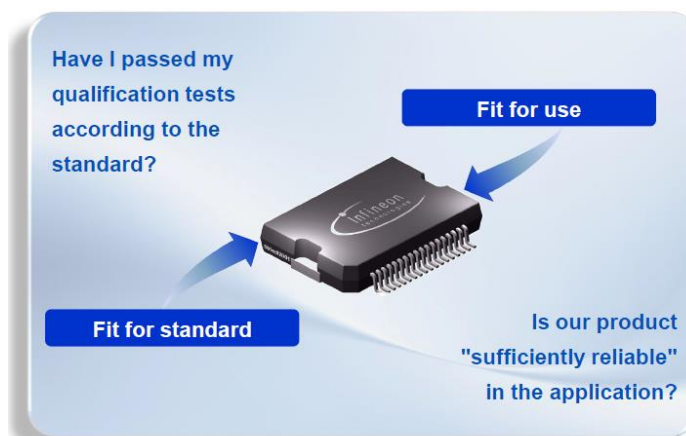 Have I passed my
qualification tests
according to the
standard?
Fit for use
infineon
technologies
Fit for standard
Is our product
"sufficiently reliable"
in the application?